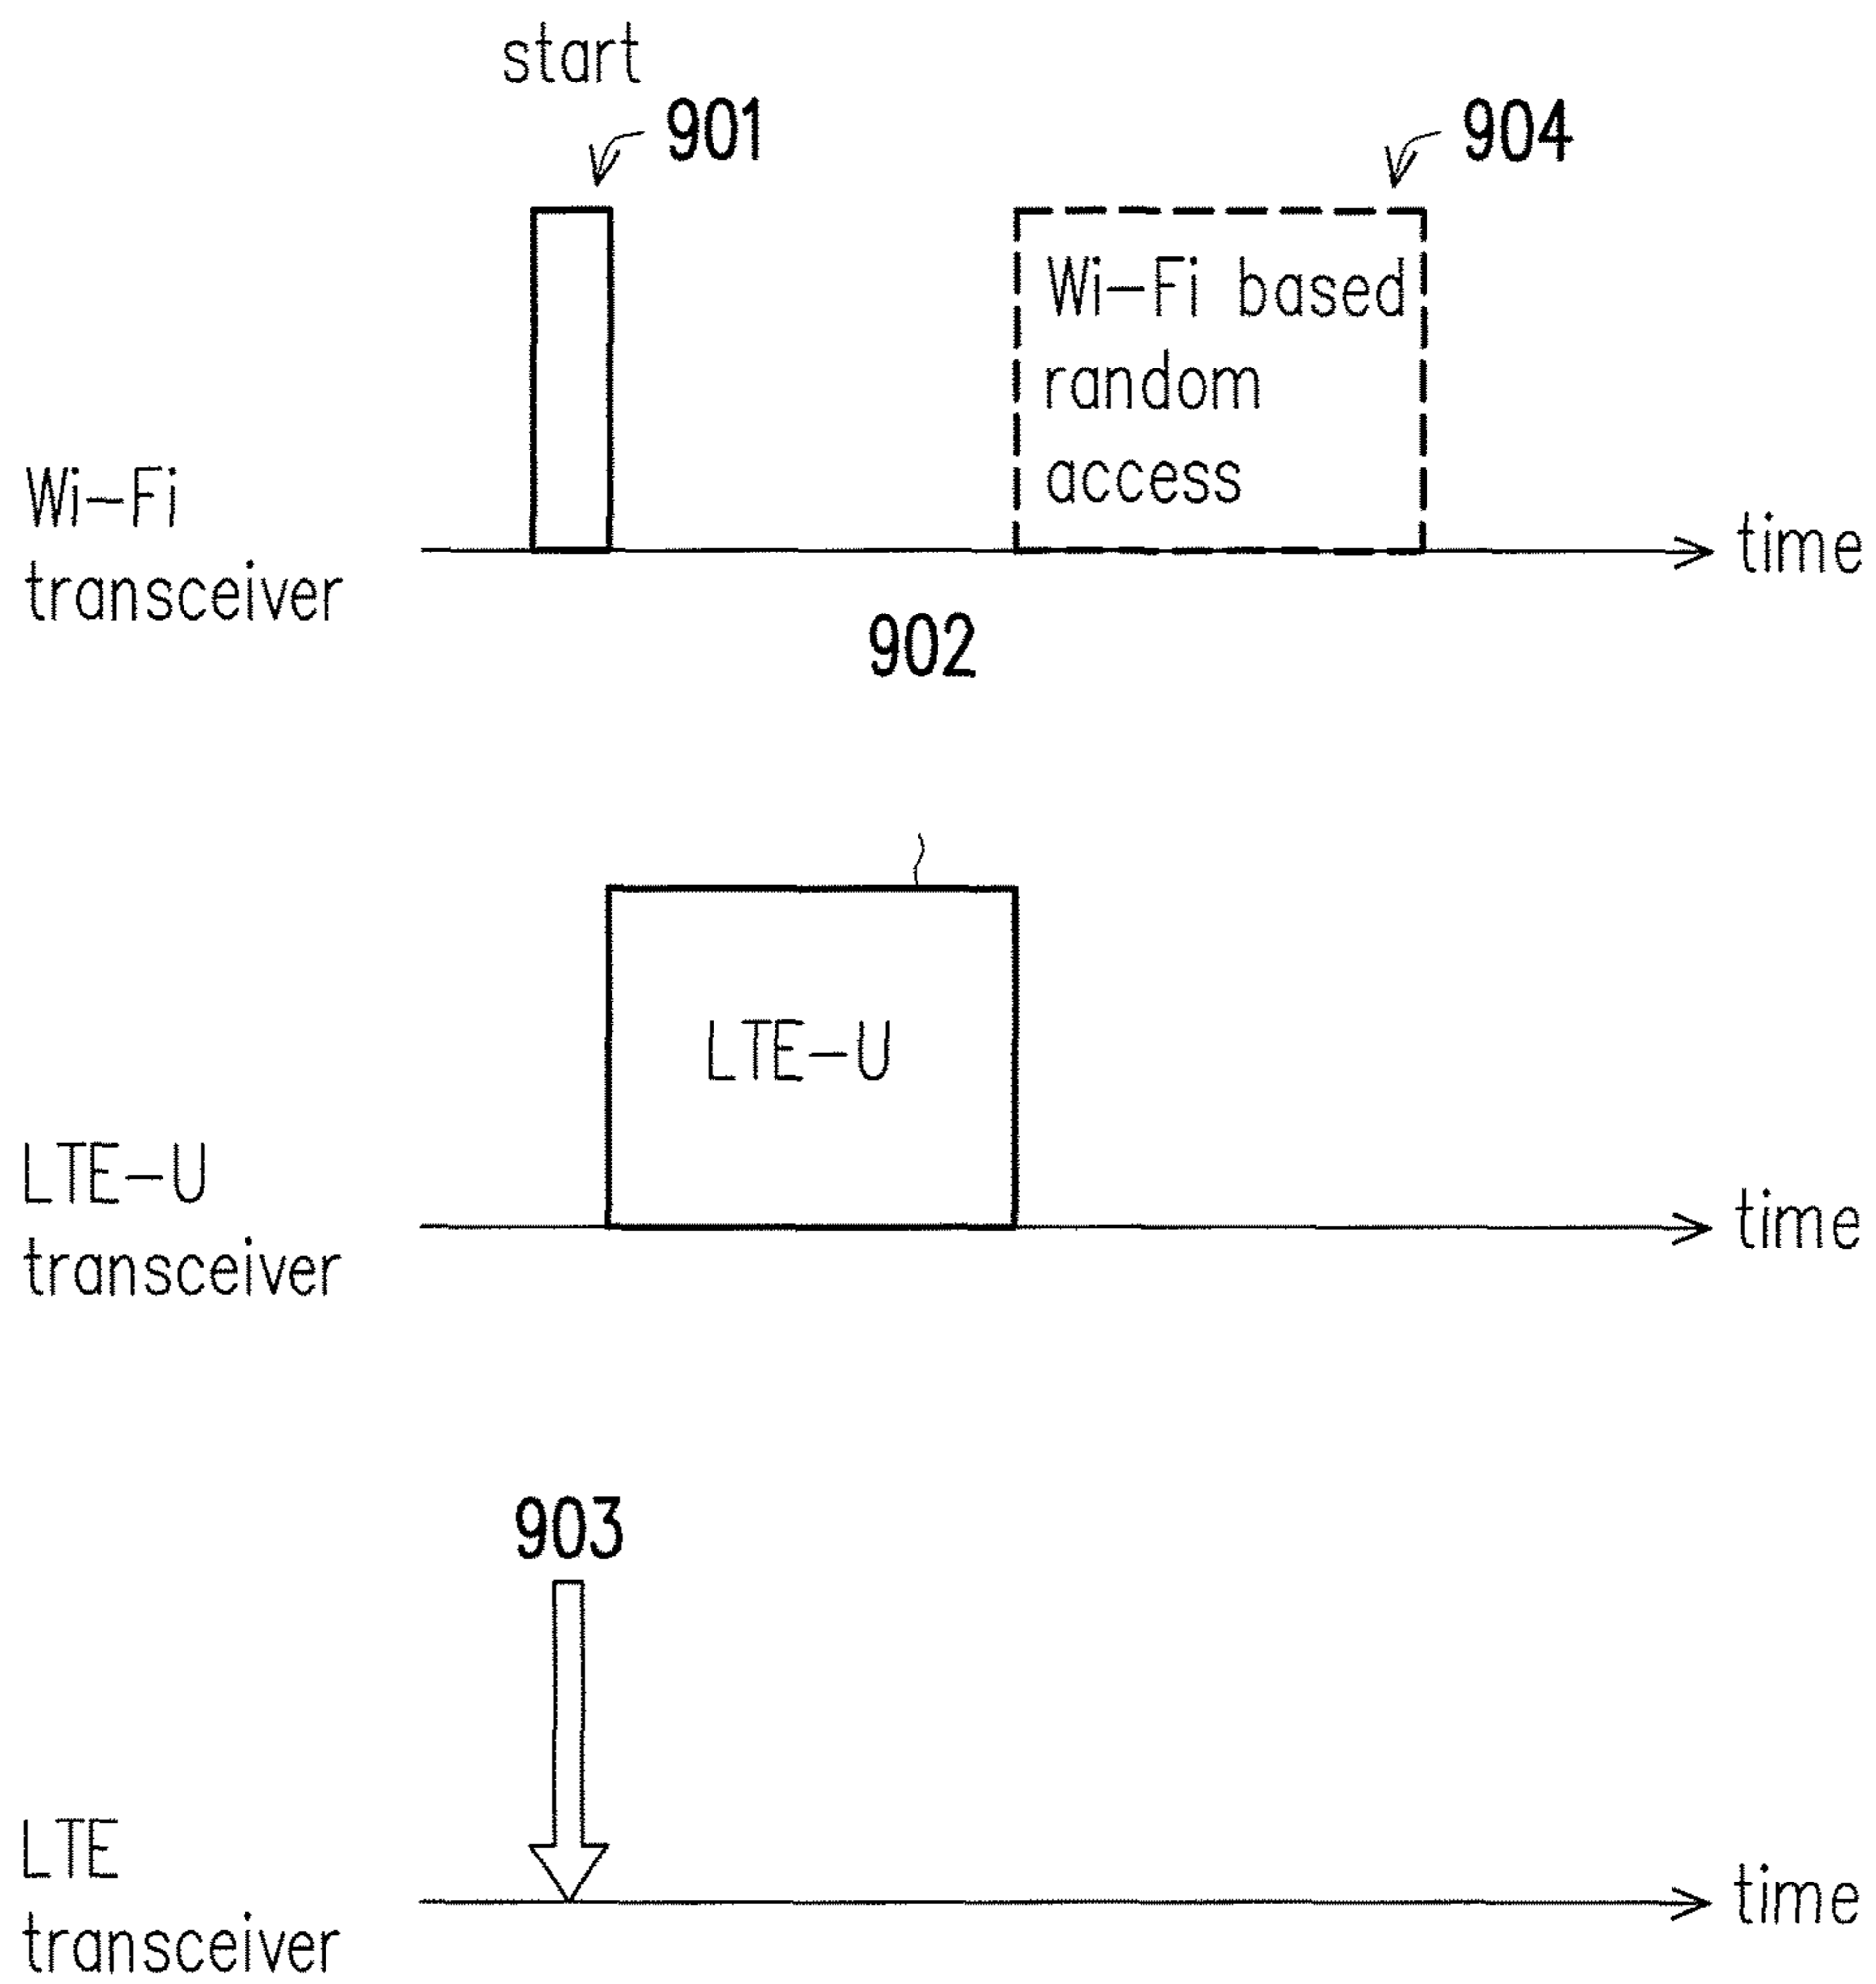 start
901
904
Wi-Fi based
random
access
Wi-Fi
transceiver
time
902
LTE-U
LTE-U
transceiver
time
903
LTE
transceiver
time